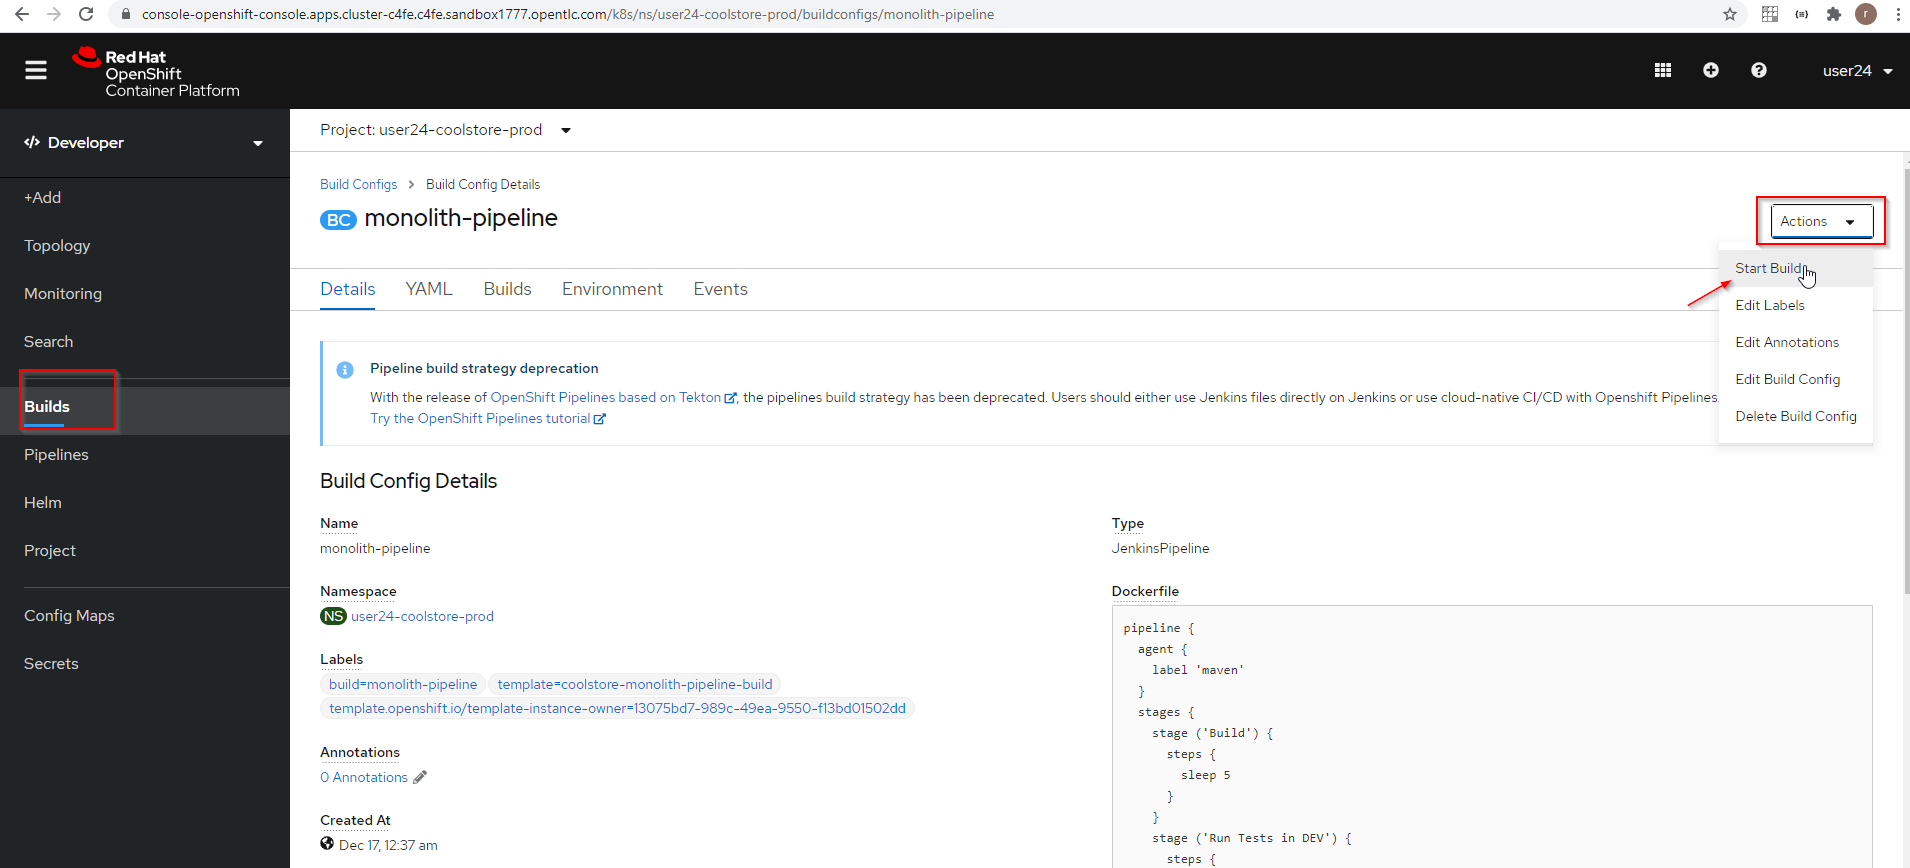 console-openshift-console.apps.cluster-c4fe.c4fe.sandbox1777.opentlc.com/k8s/ns/user24-coolstore-prod/buildconfigs/monolith-pipeline
r
Red Hat
OpenShift
Container Platform
user24
Developer
+Add
Topology
Monitoring
Search
Builds
Pipelines
Helm
Project
Config Maps
Secrets
Project: user24-coolstore-prod
Build Configs > Build Config Details
BC monolith-pipeline
Actions
Start Build
Edit Labels
Edit Annotations
Edit Build Config
Delete Build Config
Details YAML Builds Environment Events
Pipeline build strategy deprecation
With the release of OpenShift Pipelines based on Tekton, the pipelines build strategy has been deprecated. Users should either use Jenkins files directly on Jenkins or use cloud-native CI/CD with Openshift Pipelines.
Try the OpenShift Pipelines tutorial
Build Config Details
Name
monolith-pipeline
Namespace
NS user24-coolstore-prod
Labels
build=monolith-pipeline template=coolstore-monolith-pipeline-build
template.openshift.io/template-instance-owner=13075bd7-989c-49ea-9550-f13bd01502dd
Annotations
0 Annotations
Created At
Dec 17, 12:37 am
Type
JenkinsPipeline
Dockerfile
pipeline {
agent {
label 'maven'
}
stages {
stage ('Build') {
steps {
sleep 5
}
}
stage ('Run Tests in DEV') {
steps {